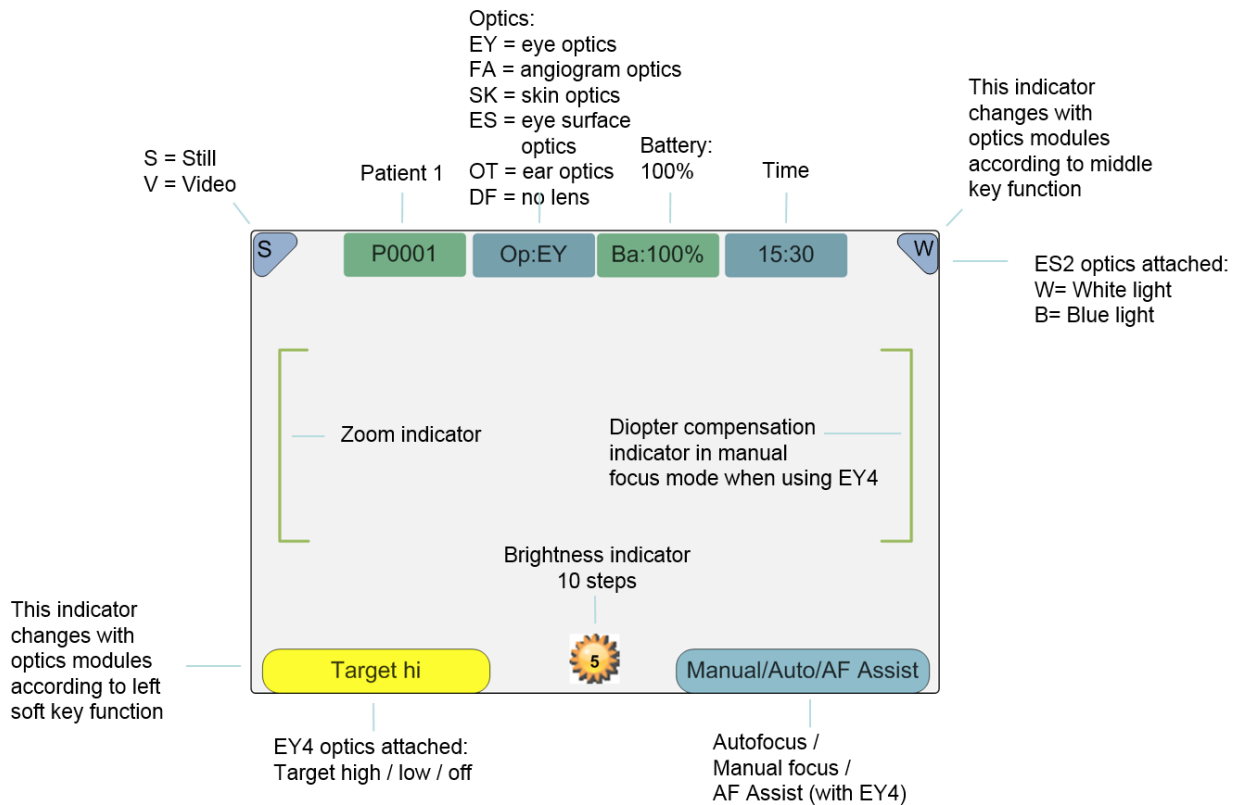 Optics:
EY = eye optics
FA = angiogram optics
SK = skin optics
ES = eye surface
optics
OT = ear optics
DF = no lens
S = Still
V = Video
Patient 1
Battery:
100%
Time
This indicator
changes with
optics modules
according to middle
key function
S
P0001
Op:EY
Ba:100%
15:30
W
ES2 optics attached:
W= White light
B= Blue light
Zoom indicator
Diopter compensation
indicator in manual
focus mode when using EY4
Brightness indicator
10 steps
This indicator
changes with
optics modules
according to left
soft key function
Target hi
5
Manual/Auto/AF Assist
EY4 optics attached:
Target high / low / off
Autofocus /
Manual focus /
AF Assist (with EY4)